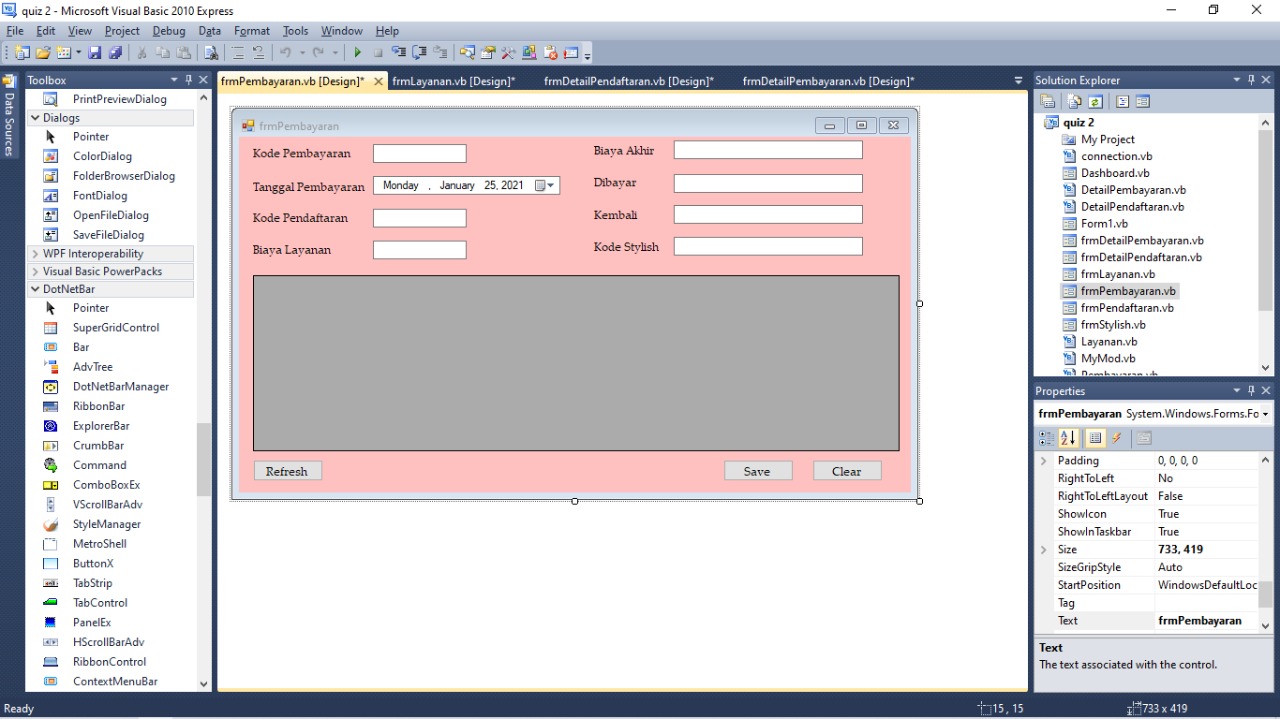 quiz 2 - Microsoft Visual Basic 2010 Express
File Edit View Project Debug Data Format Tools Window Help
Data Sources
Toolbox
PrintPreviewDialog
Dialogs
Pointer
ColorDialog
FolderBrowserDialog
FontDialog
OpenFileDialog
SaveFileDialog
WPF Interoperability
Visual Basic PowerPacks
DotNetBar
Pointer
SuperGridControl
Bar
AdvTree
DotNetBarManager
RibbonBar
ExplorerBar
CrumbBar
Command
ComboBoxEx
VScrollBarAdv
StyleManager
MetroShell
ButtonX
TabStrip
TabControl
PanelEx
HScrollBarAdv
RibbonControl
ContextMenuBar
frmPembayaran.vb [Design]* frmLayanan.vb [Design]* frmDetailPendaftaran.vb [Design]* frmDetailPembayaran.vb [Design]*
frmPembayaran
Kode Pembayaran
Tanggal Pembayaran Monday , January 25, 2021
Kode Pendaftaran
Biaya Layanan
Biaya Akhir
Dibayar
Kembali
Kode Stylish
Refresh Save Clear
Solution Explorer
quiz 2
My Project
connection.vb
Dashboard.vb
DetailPembayaran.vb
DetailPendaftaran.vb
Form1.vb
frmDetailPembayaran.vb
frmDetailPendaftaran.vb
frmLayanan.vb
frmPembayaran.vb
frmPendaftaran.vb
frmStylish.vb
Layanan.vb
MyMod.vb
Pembayaran.vb
Properties
frmPembayaran System.Windows.Forms.Fo
Padding 0, 0, 0, 0
RightToLeft No
RightToLeftLayout False
ShowIcon True
ShowInTaskbar True
Size 733, 419
SizeGripStyle Auto
StartPosition WindowsDefaultLoc
Tag
Text frmPembayaran
Text
The text associated with the control.
Ready 15 , 15 733 x 419